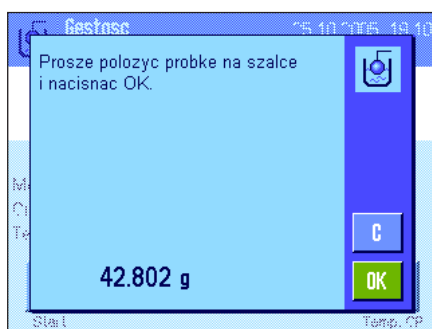 Gestosc 25.10.2005 19:10
Prosze polozyc probke na szalce
i nacisnac OK.
C
42.802 g
OK
Start Temp. CP